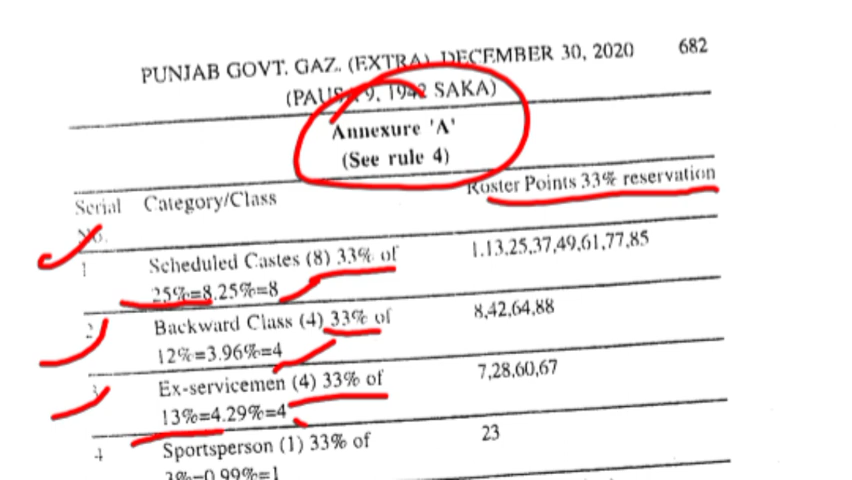 PUNJAB GOVT. GAZ. (EXTRA), DECEMBER 30, 2020 682
(PAUSA 9, 1942 SAKA)
Annexure 'A'
(See rule 4)
Serial No. Category/Class Roster Points 33% reservation
1 Scheduled Castes (8) 33% of 1.13,25,37,49,61,77,85
25%=8.25%=8
2 Backward Class (4) 33% of 8,42,64,88
12%=3.96%=4
3 Ex-servicemen (4) 33% of 7,28,60,67
13%=4.29%=4
4 Sportsperson (1) 33% of 23
3%=0.99%=1